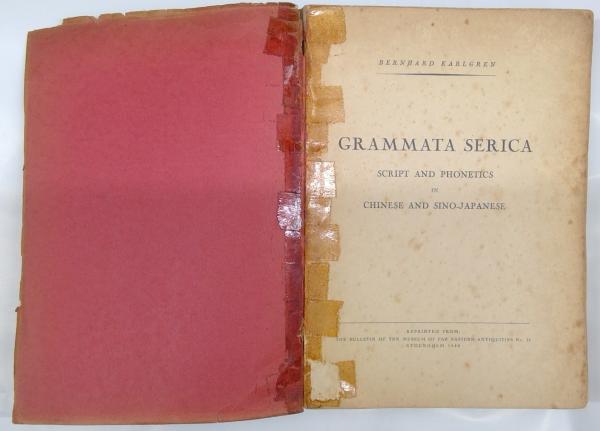 BERNHARD KARLGREN
GRAMMATA SERICA
SCRIPT AND PHONETICS
IN
CHINESE AND SINO-JAPANESE
REPRINTED FROM:
THE BULLETIN OF THE MUSEUM OF FAR EASTERN ANTIQUITIES No. 12
STOCKHOLM 1940